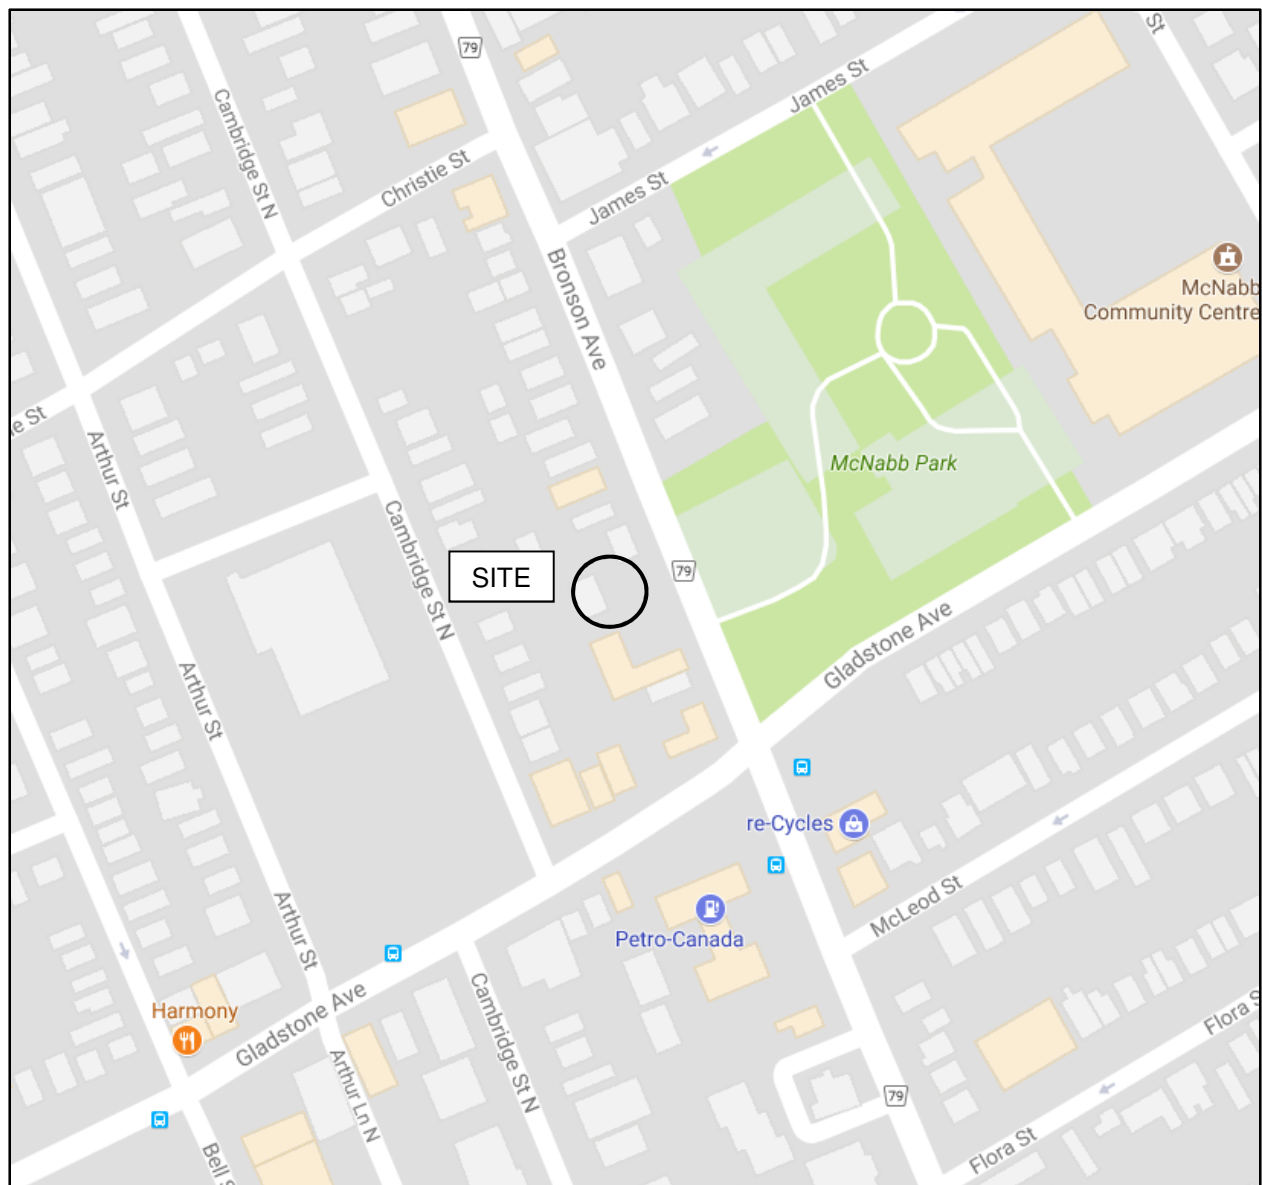 St
79
James St
Cambridge St N
Christie St
James St
Bronson Ave
McNabb
Community Centre
e St
Arthur St
McNabb Park
Cambridge St N
SITE
79
Gladstone Ave
Arthur St
re-Cycles
McLeod St
Arthur St
Petro-Canada
Harmony
Gladstone Ave
Cambridge St N
Flora S
Arthur Ln N
79
Flora St
Bell S